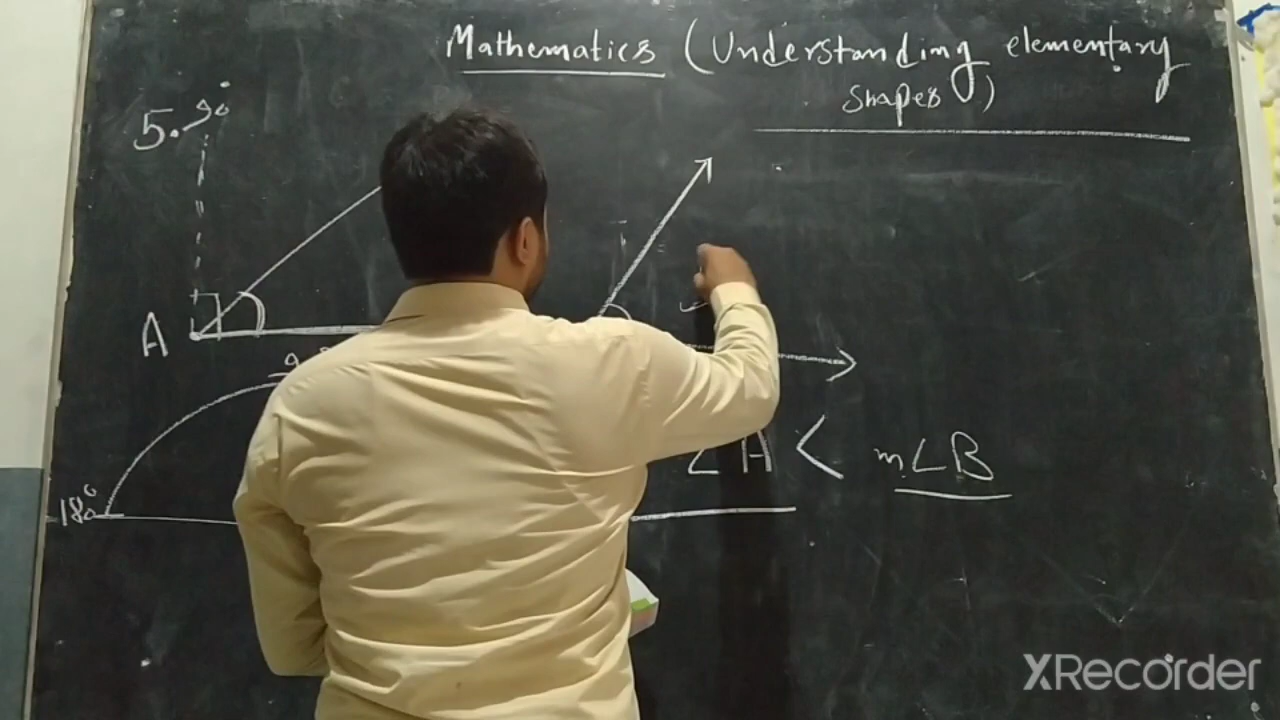 Mathematics (Understanding elementary
shapes)
5.
90°
A
∠A < m∠B
180°
XRecorder